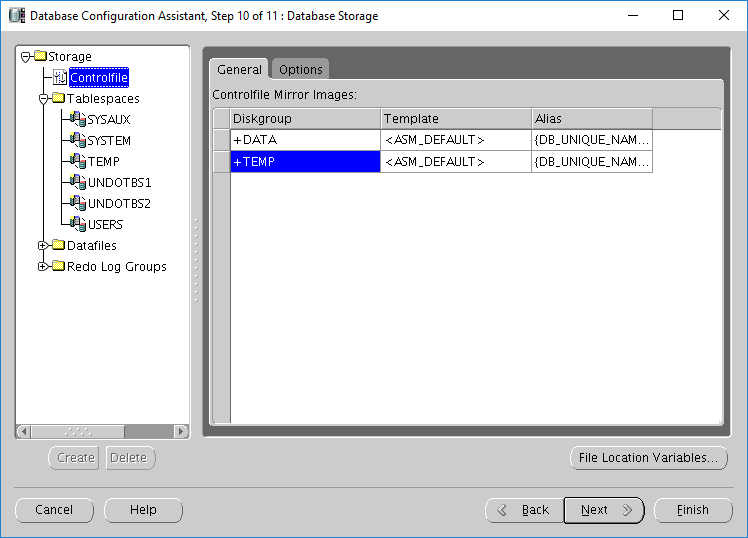 Database Configuration Assistant, Step 10 of 11 : Database Storage
Storage
Controlfile
Tablespaces
SYSAUX
SYSTEM
TEMP
UNDOTBS1
UNDOTBS2
USERS
Datafiles
Redo Log Groups
General Options
Controlfile Mirror Images:
Diskgroup Template Alias
+DATA <ASM_DEFAULT> {DB_UNIQUE_NAM...
+TEMP <ASM_DEFAULT> {DB_UNIQUE_NAM...
Create Delete File Location Variables...
Cancel Help Back Next Finish